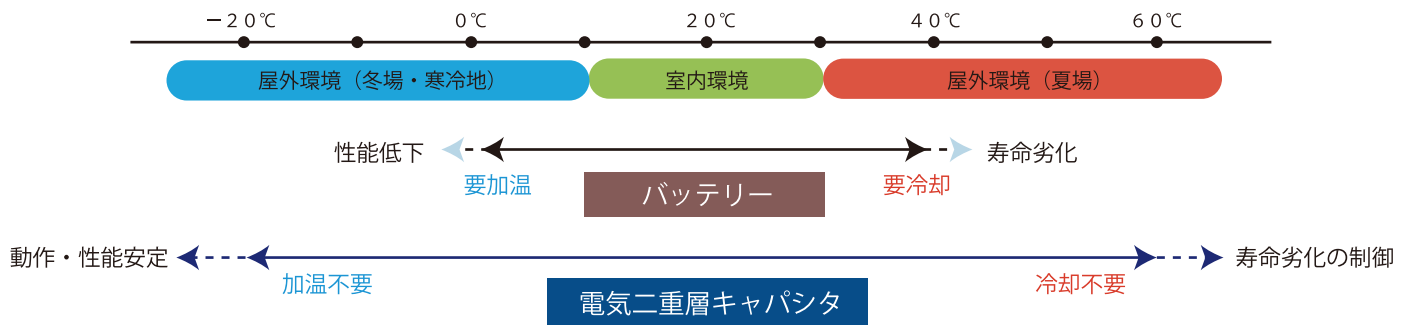 －20℃ 0℃ 20℃ 40℃ 60℃
屋外環境（冬場・寒冷地） 室内環境 屋外環境（夏場）
性能低下 寿命劣化
要加温 要冷却
バッテリー
動作・性能安定 寿命劣化の制御
加温不要 冷却不要
電気二重層キャパシタ